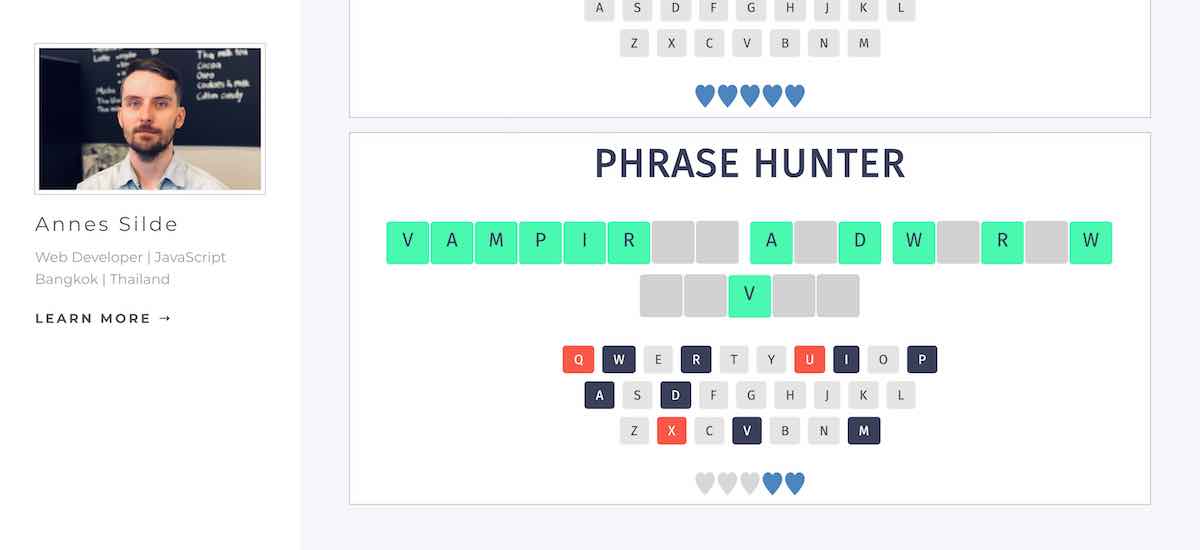 A S D F G H J K L
Z X C V B N M
Annes Silde
Web Developer | JavaScript
Bangkok | Thailand
LEARN MORE →
PHRASE HUNTER
V A M P I R A D W R W
V
Q W E R T Y U I O P
A S D F G H J K L
Z X C V B N M
Thai milk tea
Cocoa
Oreo
Cookies & milk
Cotton candy